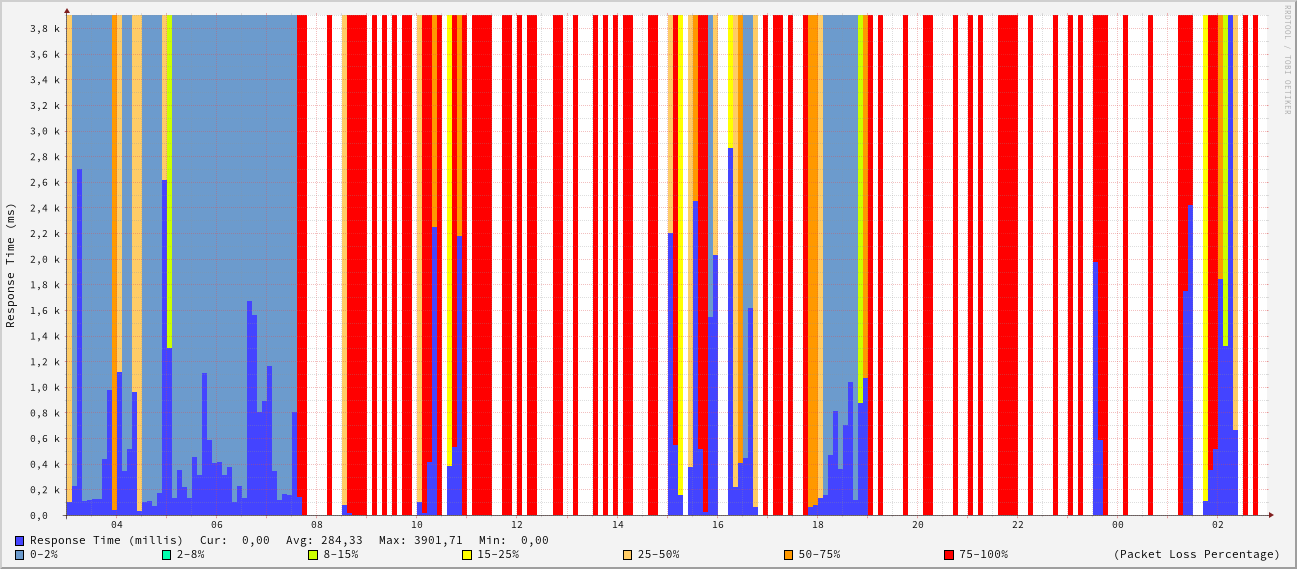 RRDTOOL / TOBI OETIKER
Response Time (ms)
3,8 k
3,6 k
3,4 k
3,2 k
3,0 k
2,8 k
2,6 k
2,4 k
2,2 k
2,0 k
1,8 k
1,6 k
1,4 k
1,2 k
1,0 k
0,8 k
0,6 k
0,4 k
0,2 k
0,0
04 06 08 10 12 14 16 18 20 22 00 02
Response Time (millis) Cur: 0,00 Avg: 284,33 Max: 3901,71 Min: 0,00
0-2% 2-8% 8-15% 15-25% 25-50% 50-75% 75-100% (Packet Loss Percentage)